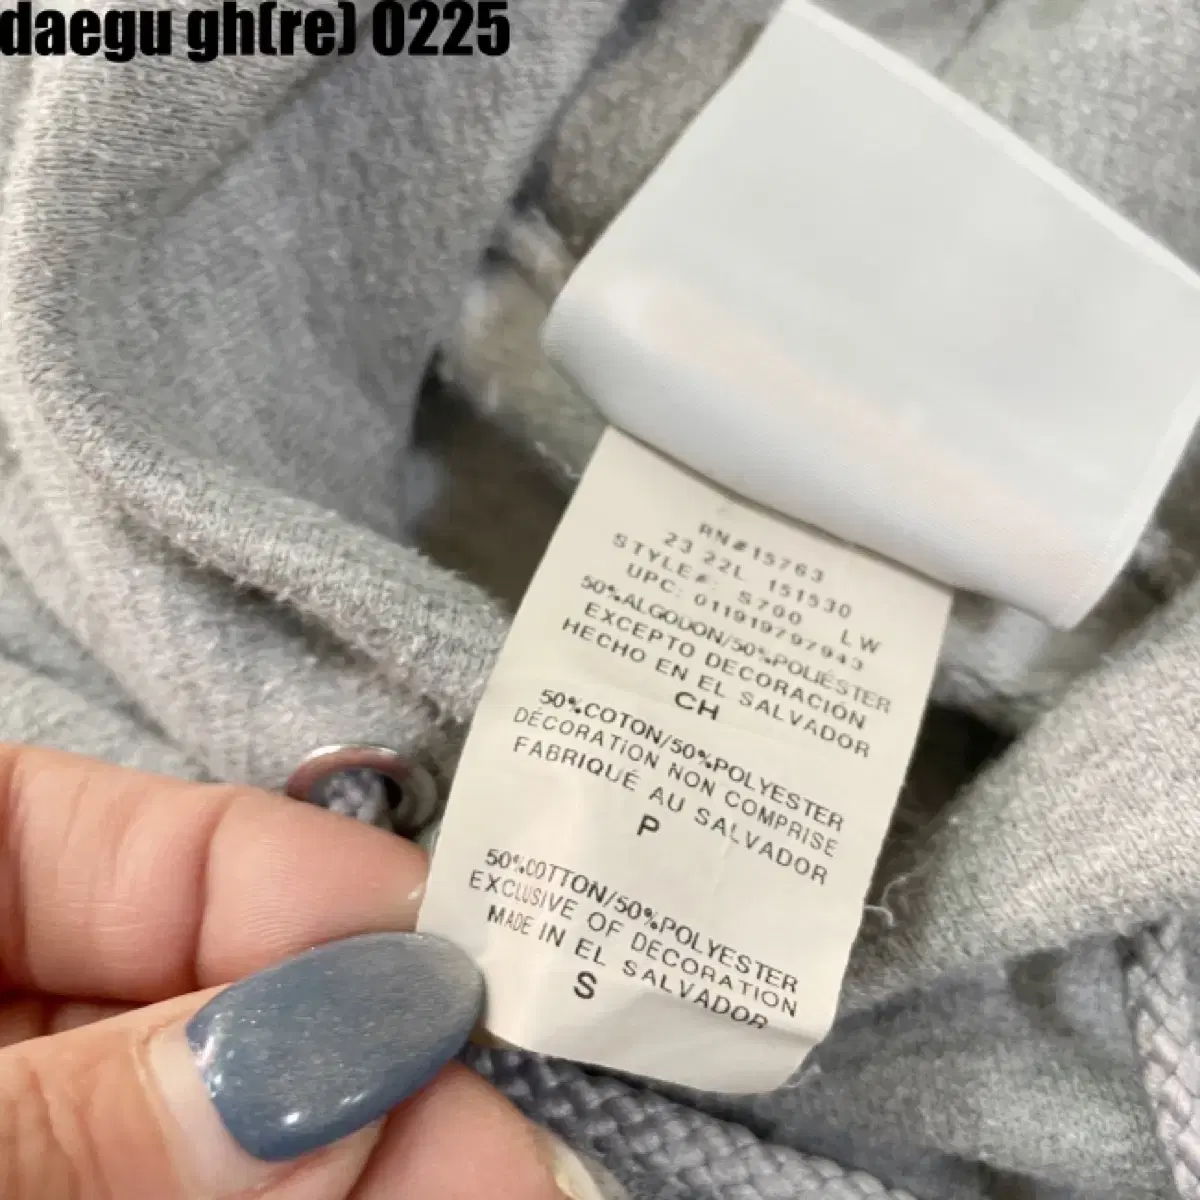 daegu gh(re) 0225
RN#15763
23 22L 151530
STYLE#: S700 LW
UPC: 011919797943
50%ALGODON/50%POLIÉSTER
EXCEPTO DECORACIÓN
HECHO EN EL SALVADOR
CH
50%COTON/50%POLYESTER
DÉCORATION NON COMPRISE
FABRIQUÉ AU SALVADOR
P
50%COTTON/50%POLYESTER
EXCLUSIVE OF DECORATION
MADE IN EL SALVADOR
S